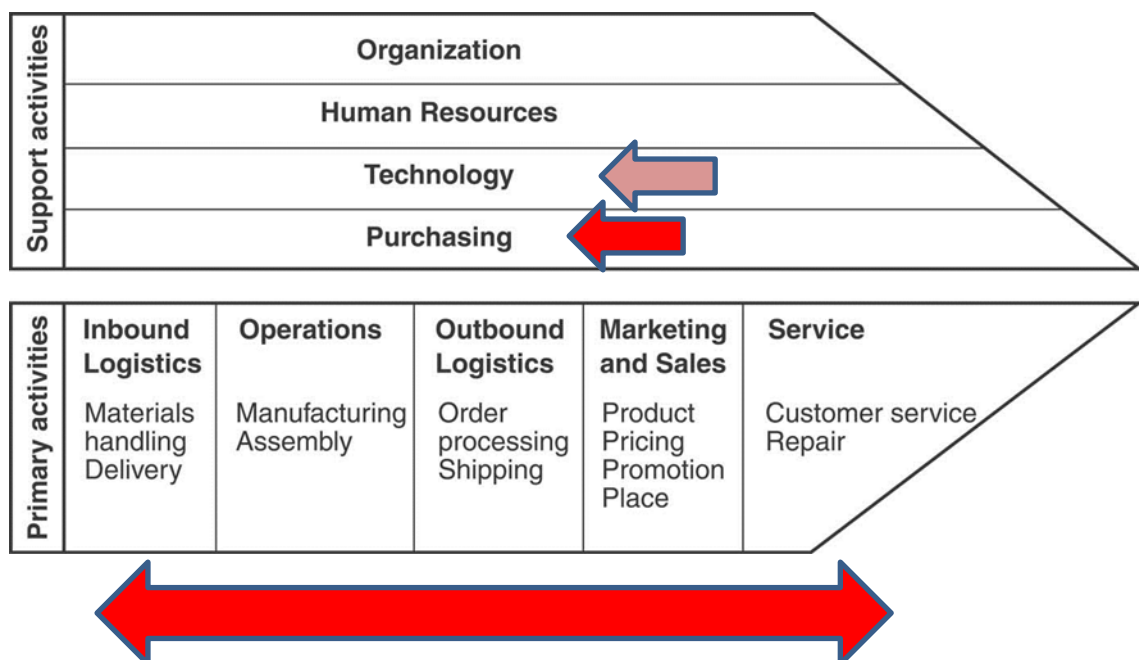 Support activities
Organization
Human Resources
Technology
Purchasing
Primary activities
Inbound
Logistics
Materials
handling
Delivery
Operations
Manufacturing
Assembly
Outbound
Logistics
Order
processing
Shipping
Marketing
and Sales
Product
Pricing
Promotion
Place
Service
Customer service
Repair